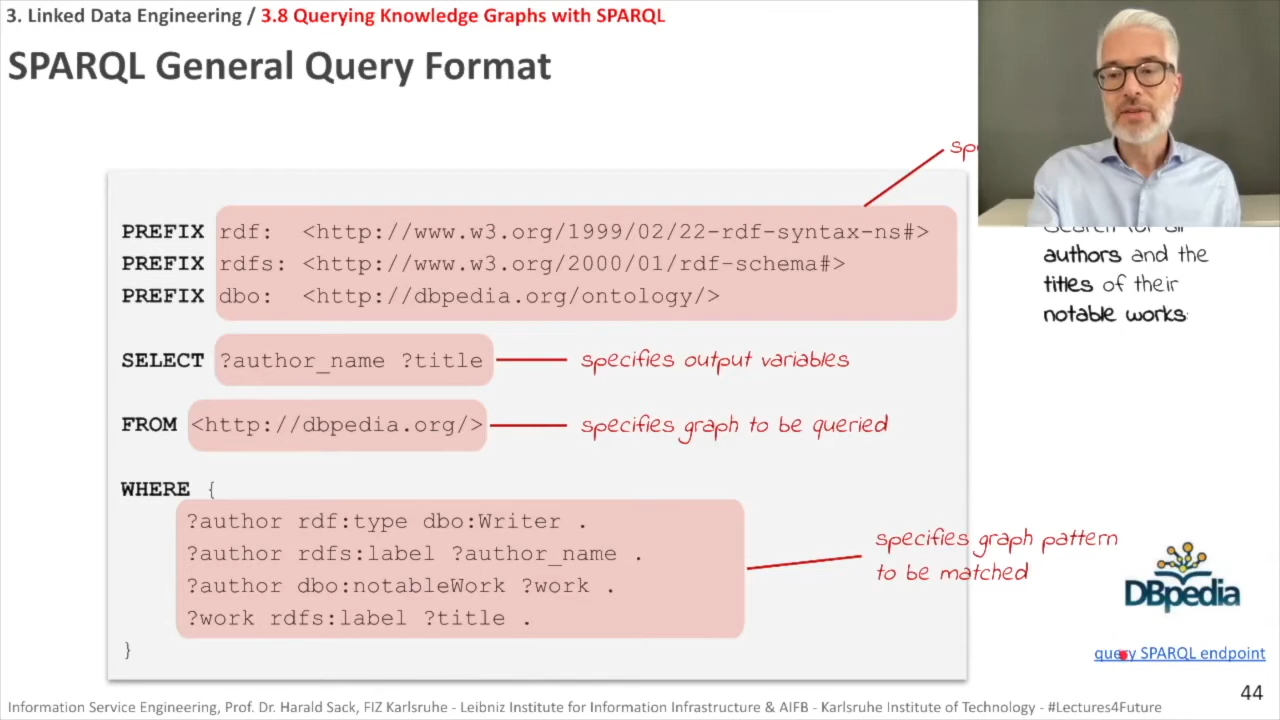 3. Linked Data Engineering / 3.8 Querying Knowledge Graphs with SPARQL
SPARQL General Query Format
PREFIX rdf: <http://www.w3.org/1999/02/22-rdf-syntax-ns#>
PREFIX rdfs: <http://www.w3.org/2000/01/rdf-schema#>
PREFIX dbo: <http://dbpedia.org/ontology/>
authors and the
titles of their
notable works
SELECT ?author_name ?title
specifies output variables
FROM <http://dbpedia.org/>
specifies graph to be queried
WHERE {
?author rdf:type dbo:Writer .
?author rdfs:label ?author_name .
?author dbo:notableWork ?work .
?work rdfs:label ?title .
}
specifies graph pattern
to be matched
DBpedia
query SPARQL endpoint
44
Information Service Engineering, Prof. Dr. Harald Sack, FIZ Karlsruhe - Leibniz Institute for Information Infrastructure & AIFB - Karlsruhe Institute of Technology - #Lectures4Future